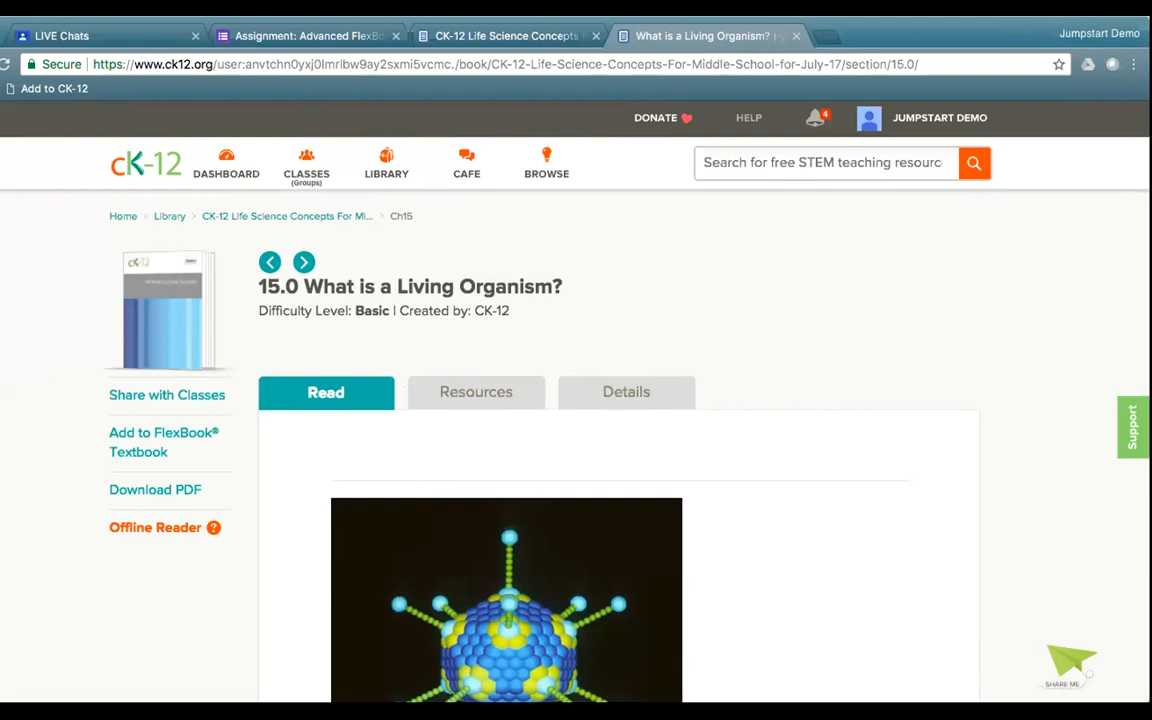 LIVE Chats
Assignment: Advanced FlexBo
CK-12 Life Science Concepts
What is a Living Organism?
Jumpstart Demo
Secure https://www.ck12.org/user:anvtchn0yxj0lmrlbw9ay2sxmi5vcmc./book/CK-12-Life-Science-Concepts-For-Middle-School-for-July-17/section/15.0/
Add to CK-12
DONATE
HELP
4
JUMPSTART DEMO
cK-12
DASHBOARD
CLASSES
(Groups)
LIBRARY
CAFE
BROWSE
Search for free STEM teaching resourc
Home > Library > CK-12 Life Science Concepts For Mi... > Ch15
cK-12
15.0 What is a Living Organism?
Difficulty Level: Basic | Created by: CK-12
Read
Resources
Details
Share with Classes
Add to FlexBook®
Textbook
Download PDF
Offline Reader ?
Support
SHARE ME